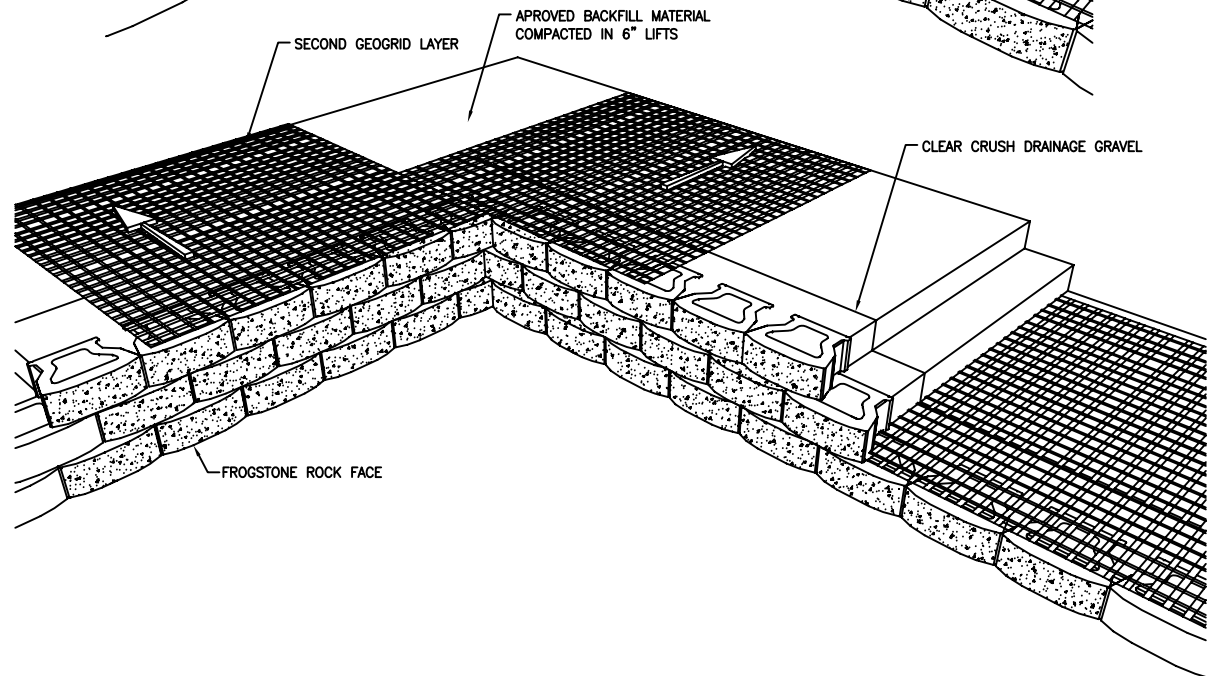 APROVED BACKFILL MATERIAL
COMPACTED IN 6" LIFTS
SECOND GEOGRID LAYER
CLEAR CRUSH DRAINAGE GRAVEL
FROGSTONE ROCK FACE